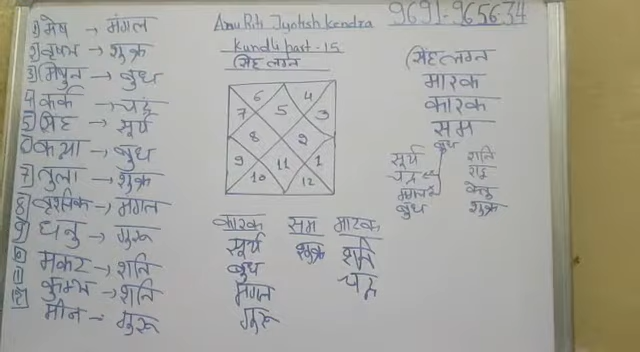 1) मेष → मंगल
2) वृषभ → शुक्र
3) मिथुन → बुध
4 कर्क → चंद्र
5 सिंह → सूर्य
6 कन्या → बुध
7 तुला → शुक्र
8 वृश्चिक → मंगल
9 धनु → गुरू
10 मकर → शनि
11 कुम्भ → शनि
12 मीन → गुरू
Anu Riti Jyotish Kendra
Kundli part-15
सिंह लग्न
6 4
7 5 3
8 2
9 11 1
10 12
कारक सम मारक
सूर्य शुक्र शनि
बुध चंद्र
मंगल
गुरू
9691-965634
सिंह लग्न
मारक
कारक
सम
बुध
सूर्य शनि
चंद्र
मंगल केतु
बुध शुक्र